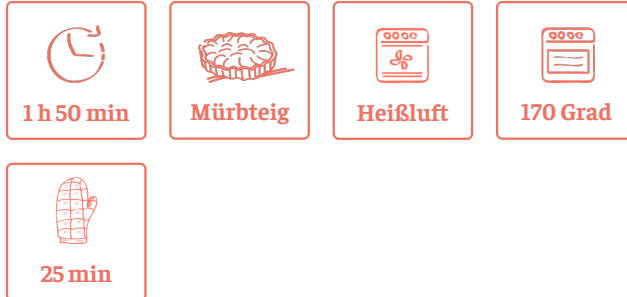 1 h 50 min
Mürbteig
Heißluft
170 Grad
25 min